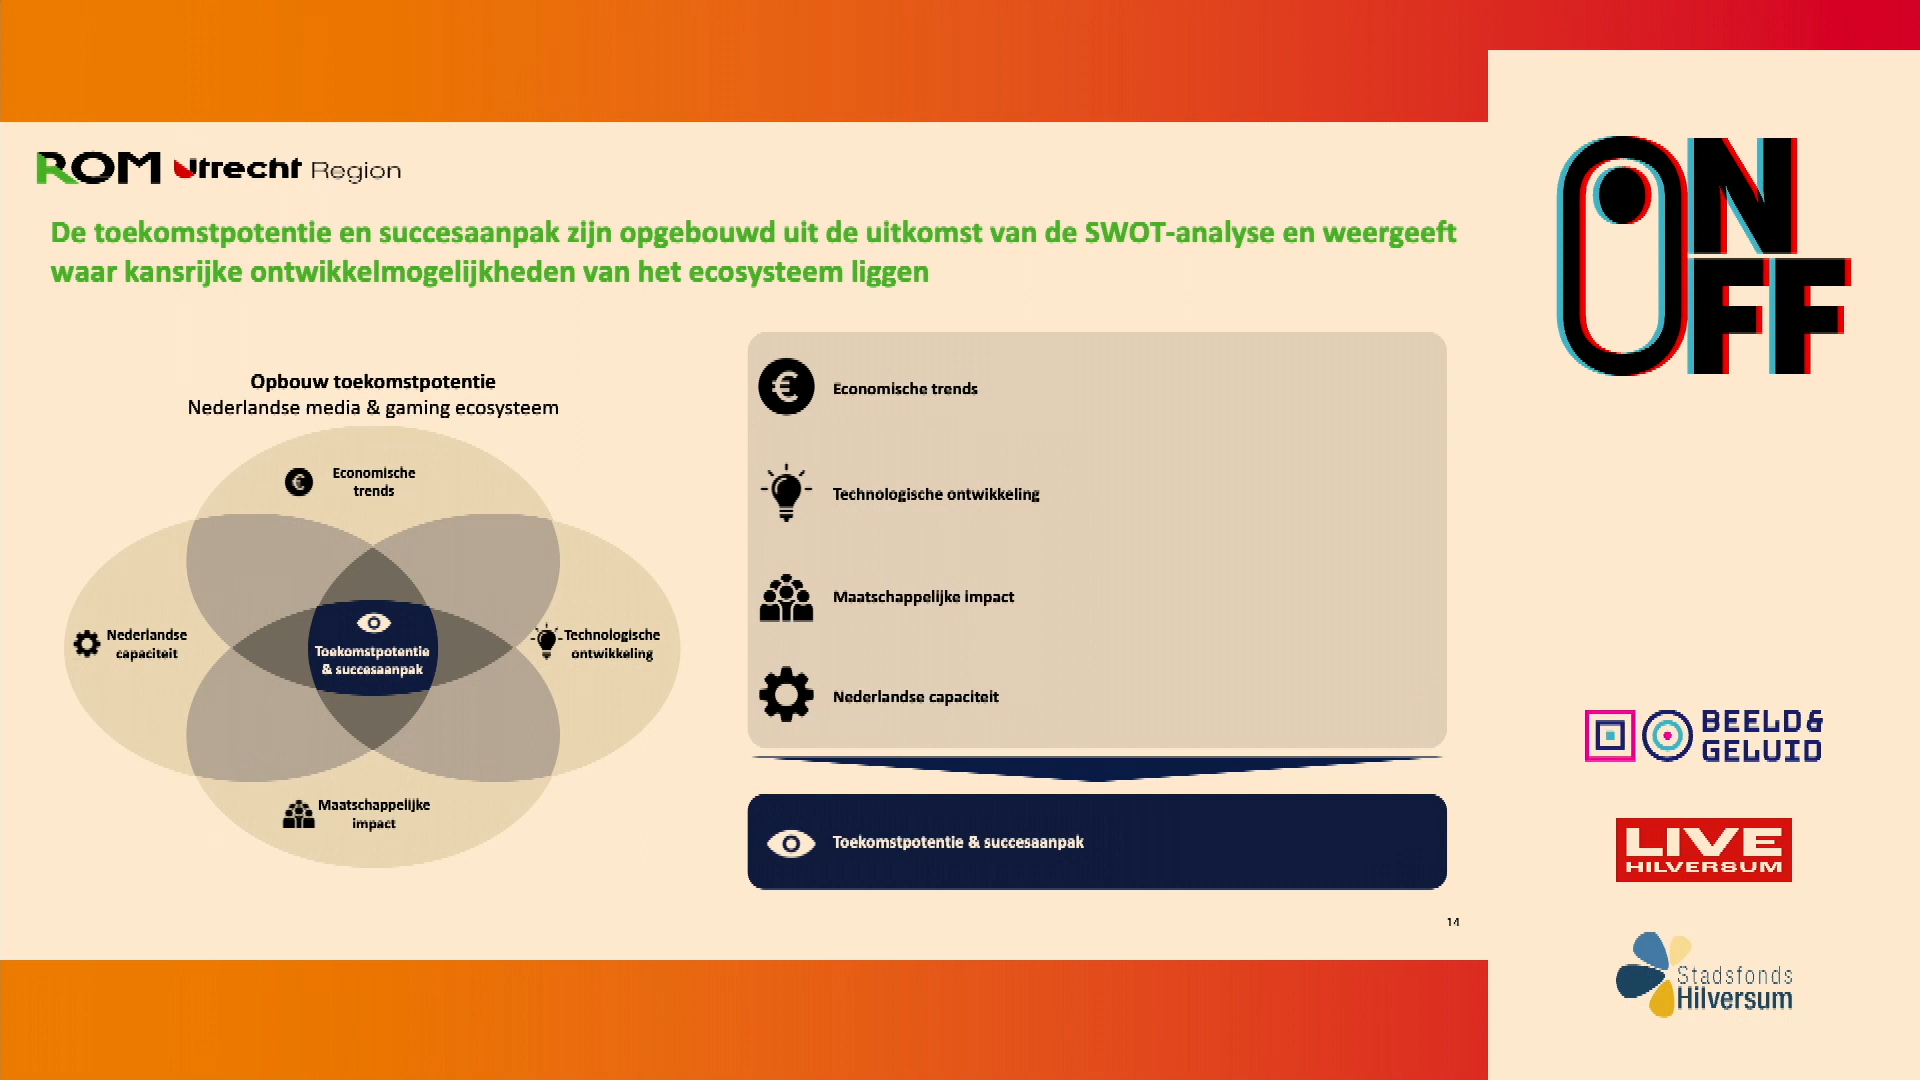 ROM Utrecht Region
De toekomstpotentie en succesaanpak zijn opgebouwd uit de uitkomst van de SWOT-analyse en weergeeft
waar kansrijke ontwikkelmogelijkheden van het ecosysteem liggen
Opbouw toekomstpotentie
Nederlandse media & gaming ecosysteem
Economische
trends
Nederlandse
capaciteit
Toekomstpotentie
& succesaanpak
Technologische
ontwikkeling
Maatschappelijke
impact
Economische trends
Technologische ontwikkeling
Maatschappelijke impact
Nederlandse capaciteit
Toekomstpotentie & succesaanpak
14
ON
OFF
BEELD &
GELUID
LIVE
HILVERSUM
Stadsfonds
Hilversum